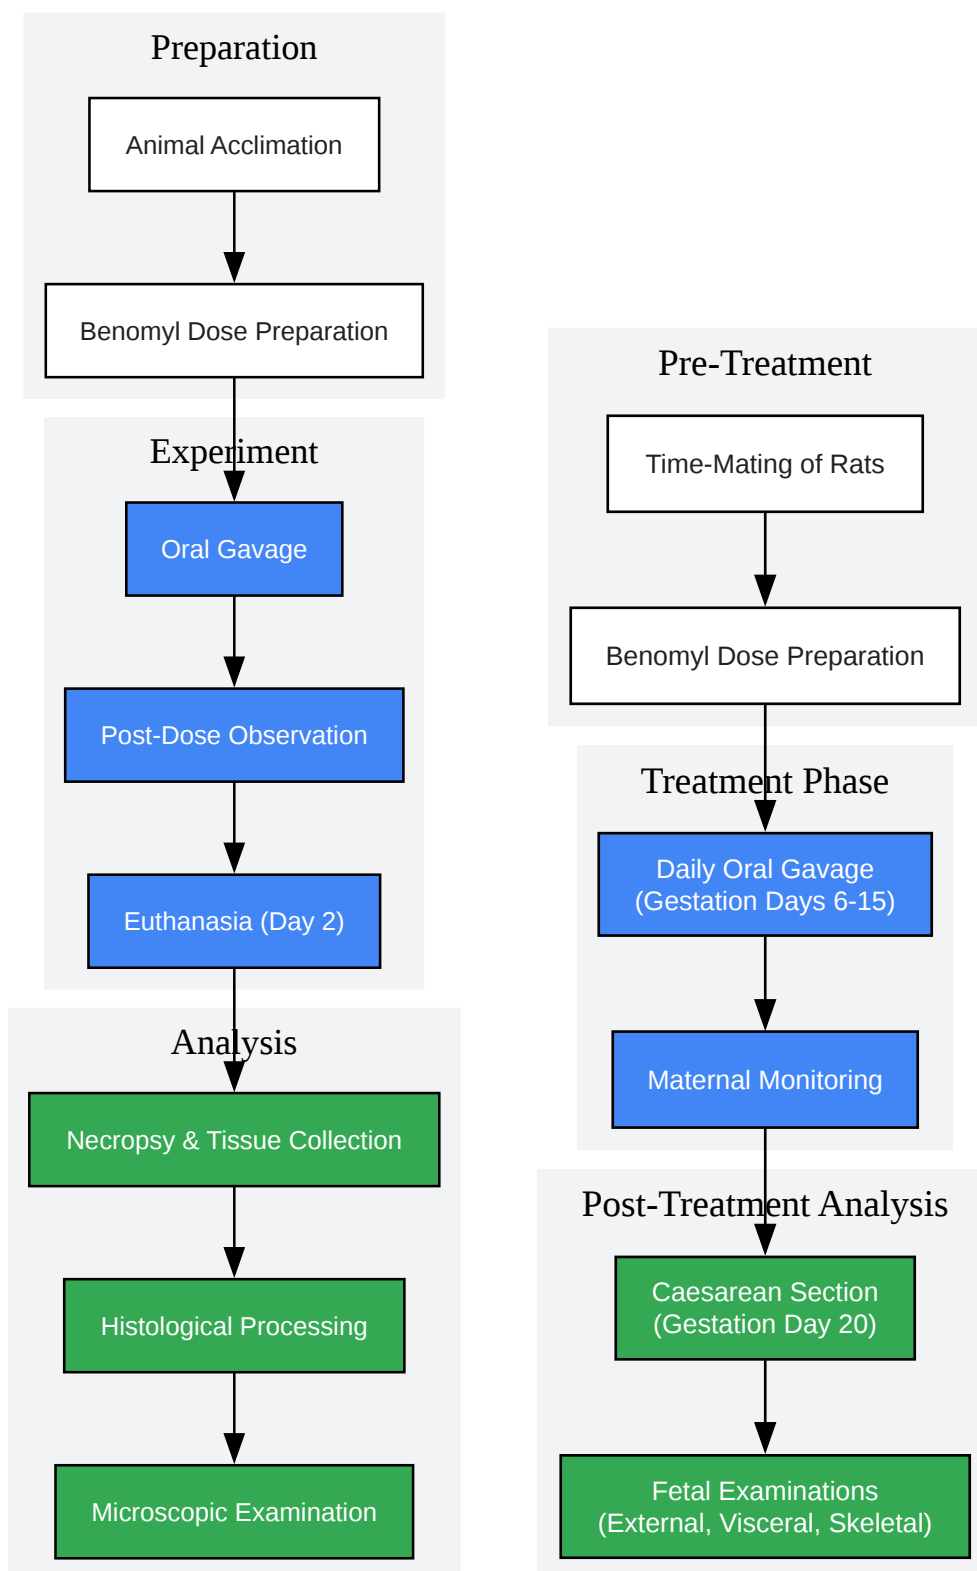 Preparation
Animal Acclimation
Benomyl Dose Preparation
Experiment
Oral Gavage
Post-Dose Observation
Euthanasia (Day 2)
Analysis
Necropsy & Tissue Collection
Histological Processing
Microscopic Examination
Pre-Treatment
Time-Mating of Rats
Benomyl Dose Preparation
Treatment Phase
Daily Oral Gavage
(Gestation Days 6-15)
Maternal Monitoring
Post-Treatment Analysis
Caesarean Section
(Gestation Day 20)
Fetal Examinations
(External, Visceral, Skeletal)